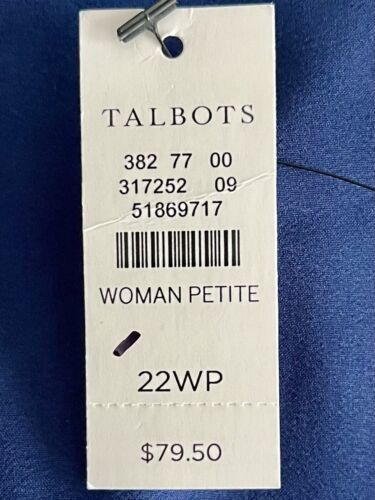 TALBOTS
382 77 00
317252 09
51869717
WOMAN PETITE
22WP
$79.50